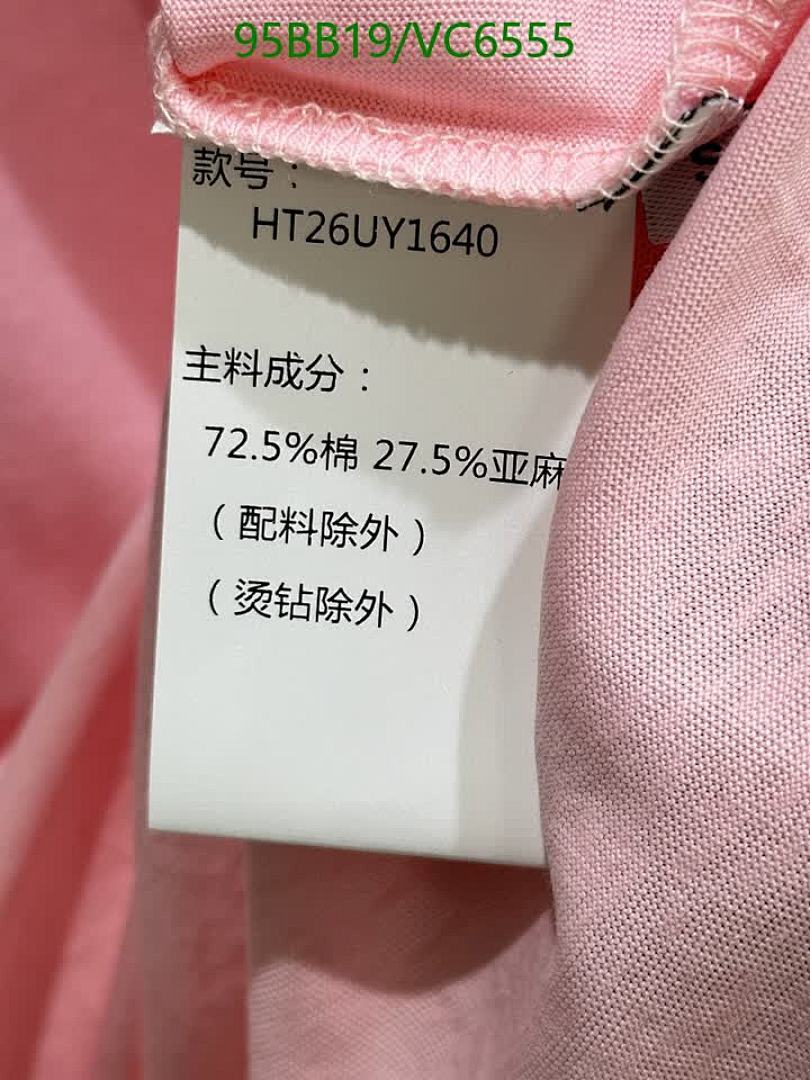 95BB19/VC6555
款号：
HT26UY1640
主料成分：
72.5%棉 27.5%亚麻
（配料除外）
（烫钻除外）